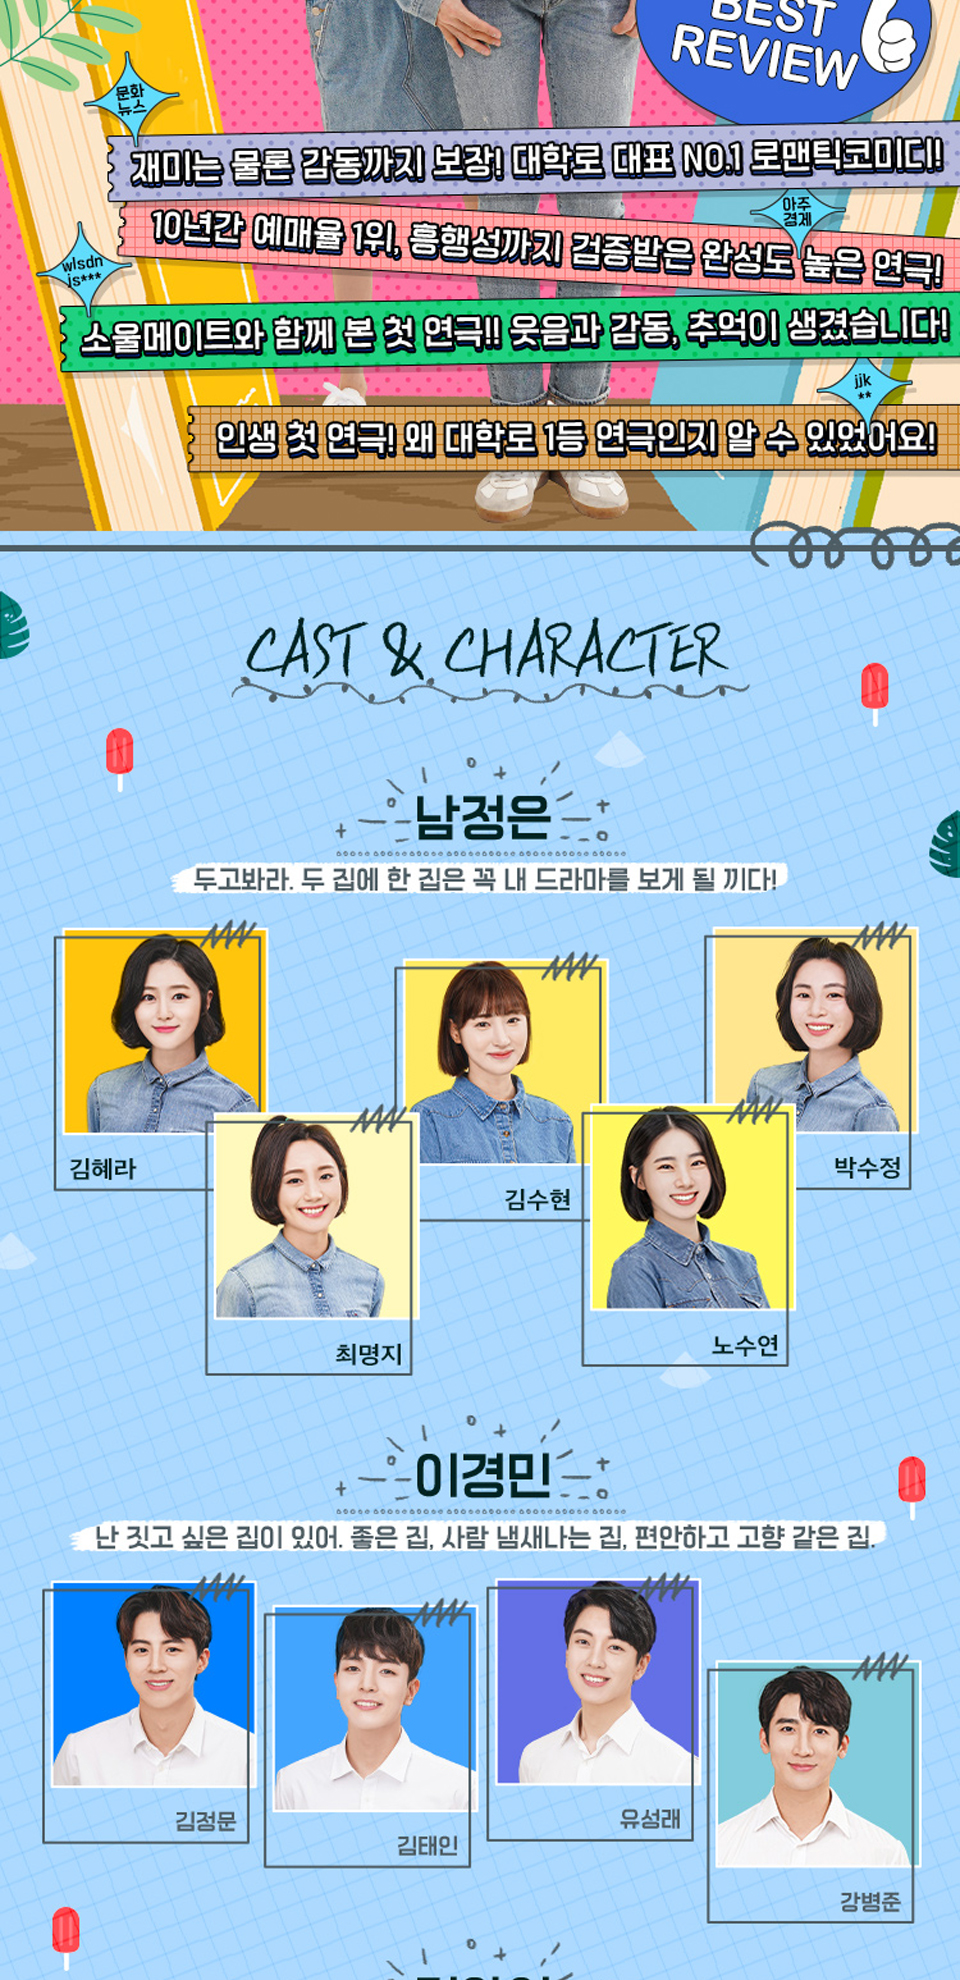 BEST
REVIEW
문화
뉴스
재미는 물론 감동까지 보장! 대학로 대표 NO.1 로맨틱코미디!
아주
경제
10년간 예매율 1위, 흥행성까지 검증받은 완성도 높은 연극!
wlsdn
js***
소울메이트와 함께 본 첫 연극!! 웃음과 감동, 추억이 생겼습니다!
jjk
**
인생 첫 연극! 왜 대학로 1등 연극인지 알 수 있었어요!
CAST & CHARACTER
남정은
두고봐라. 두 집에 한 집은 꼭 내 드라마를 보게 될 끼다!
김혜라
김수현
박수정
최명지
노수연
이경민
난 짓고 싶은 집이 있어. 좋은 집, 사람 냄새나는 집, 편안하고 고향 같은 집.
김정문
김태인
유성래
강병준